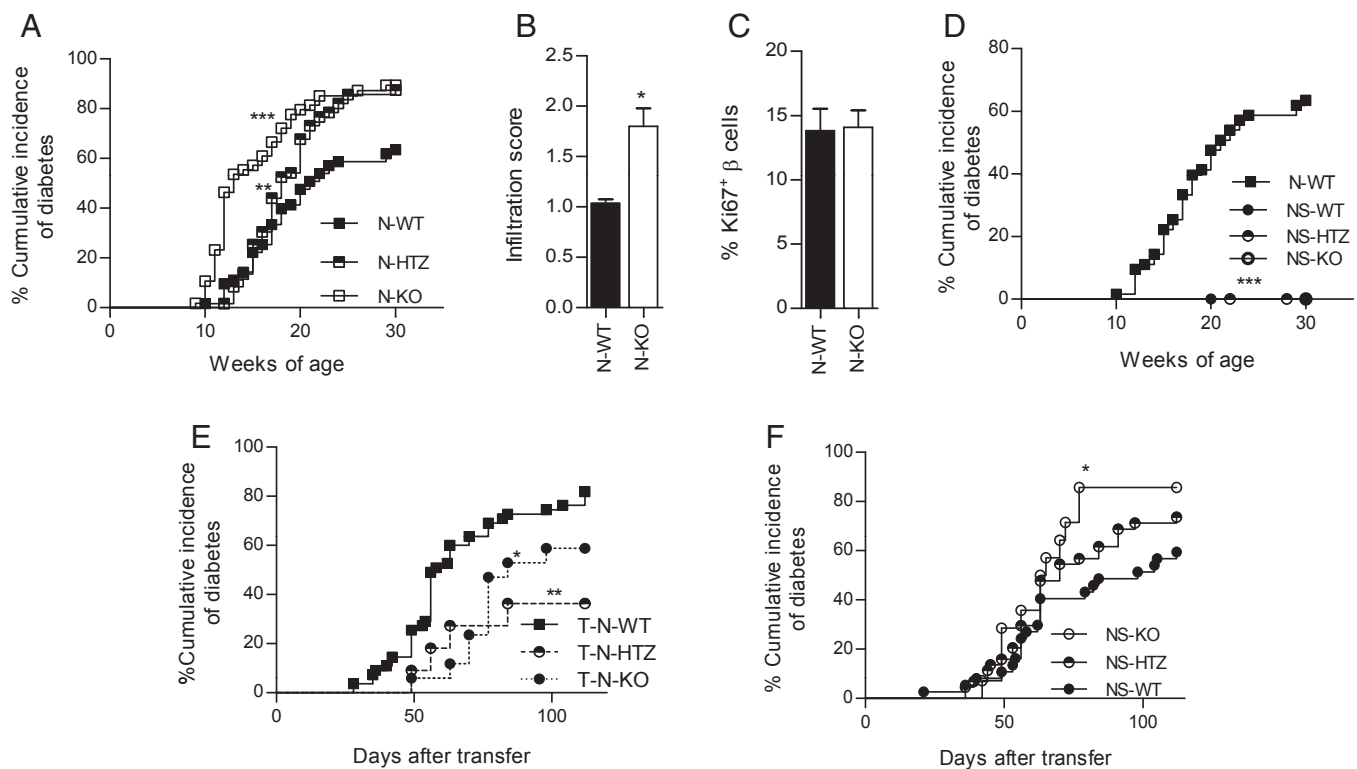 A
% Cumulative incidence
of diabetes
100
80
60
40
20
0
0
10
20
30
Weeks of age
***
**
N-WT
N-HTZ
N-KO
B
Infiltration score
2.5
2.0
1.5
1.0
0.5
0.0
*
N-WT
N-KO
C
% Ki67+ β cells
20
15
10
5
0
N-WT
N-KO
D
% Cumulative incidence
of diabetes
80
60
40
20
0
0
10
20
30
Weeks of age
***
N-WT
NS-WT
NS-HTZ
NS-KO
E
%Cumulative incidence
of diabetes
100
80
60
40
20
0
0
50
100
Days after transfer
*
**
T-N-WT
T-N-HTZ
T-N-KO
F
% Cumulative incidence
of diabetes
100
80
60
40
20
0
0
50
100
Days after transfer
*
NS-KO
NS-HTZ
NS-WT